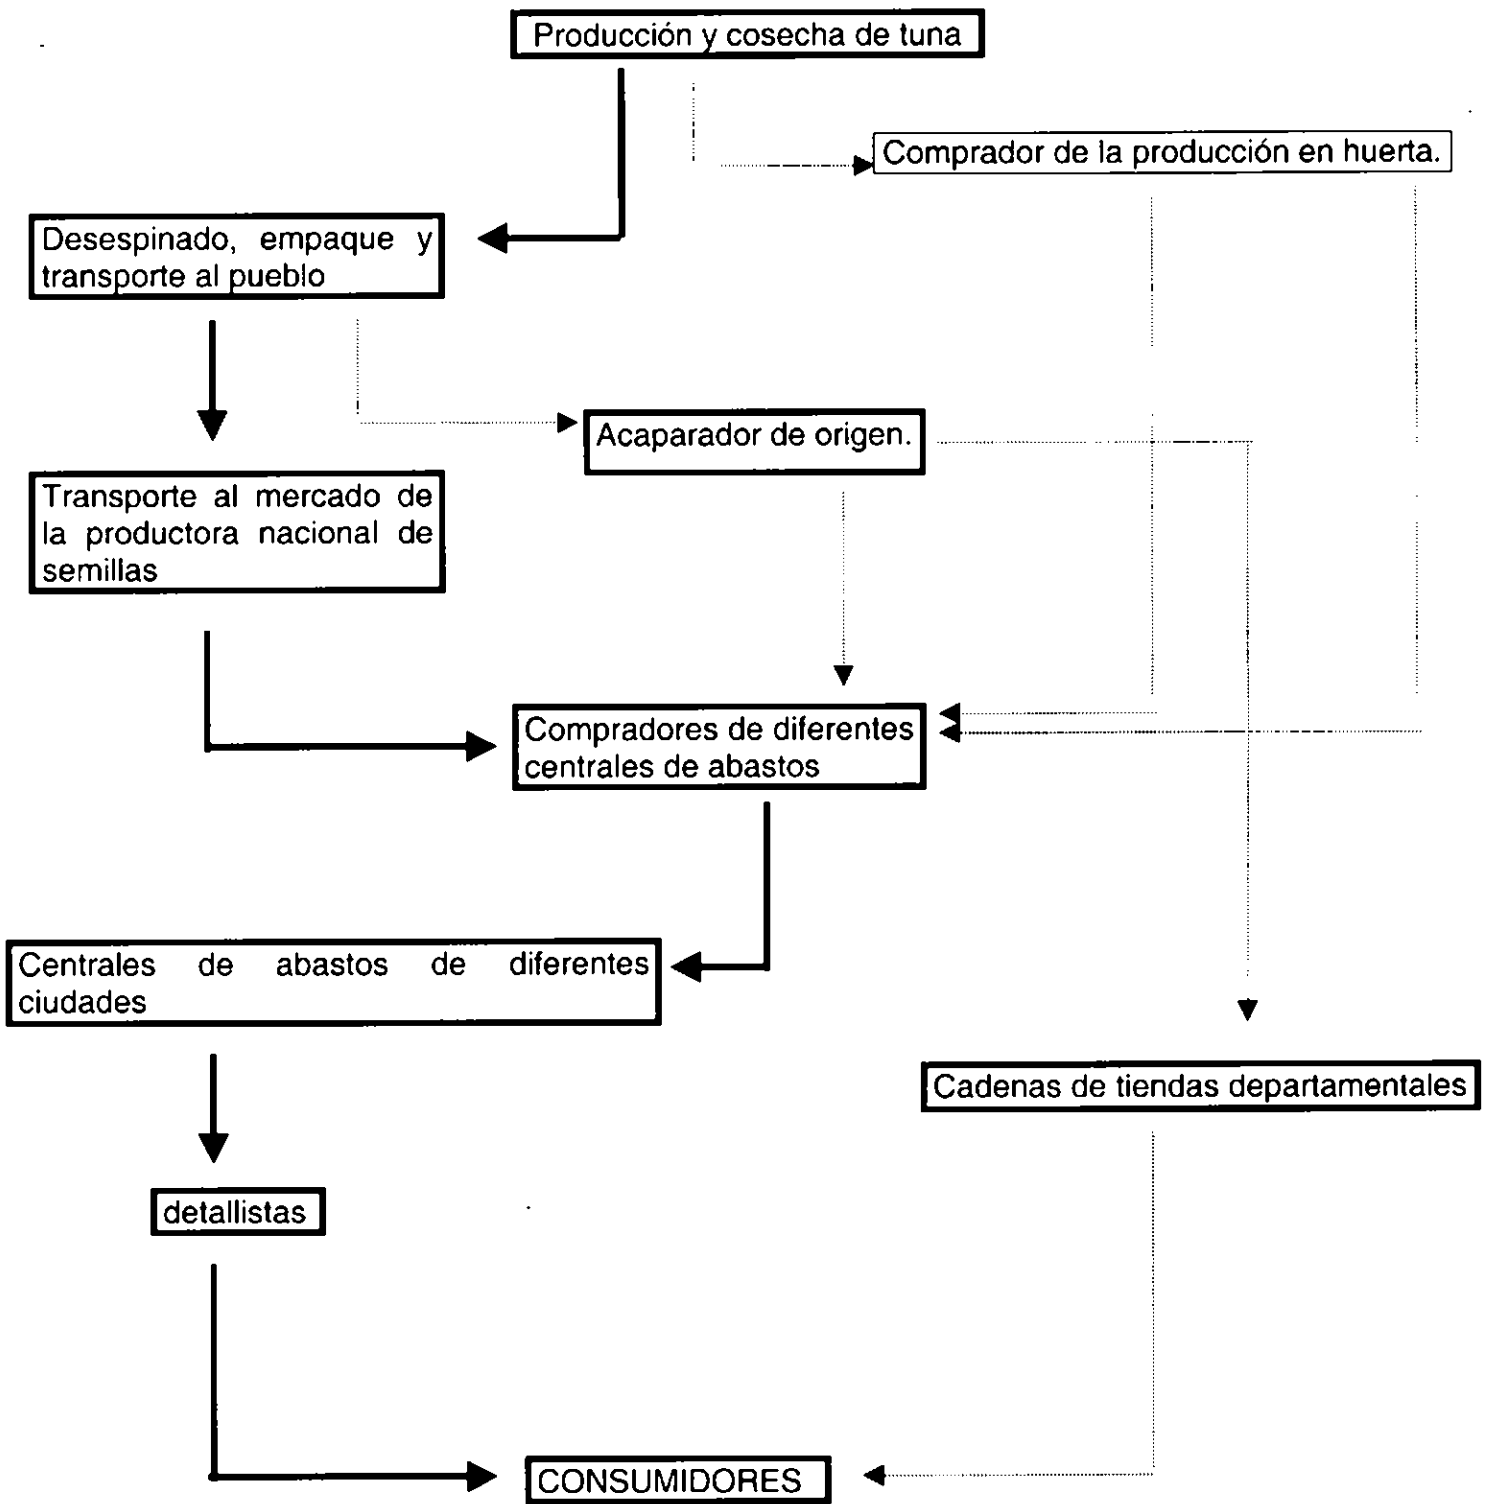 Producción y cosecha de tuna
Comprador de la producción en huerta.
Desespinado, empaque y
transporte al pueblo
Acaparador de origen.
Transporte al mercado de
la productora nacional de
semillas
Compradores de diferentes
centrales de abastos
Centrales de abastos de diferentes
ciudades
Cadenas de tiendas departamentales
detallistas
CONSUMIDORES